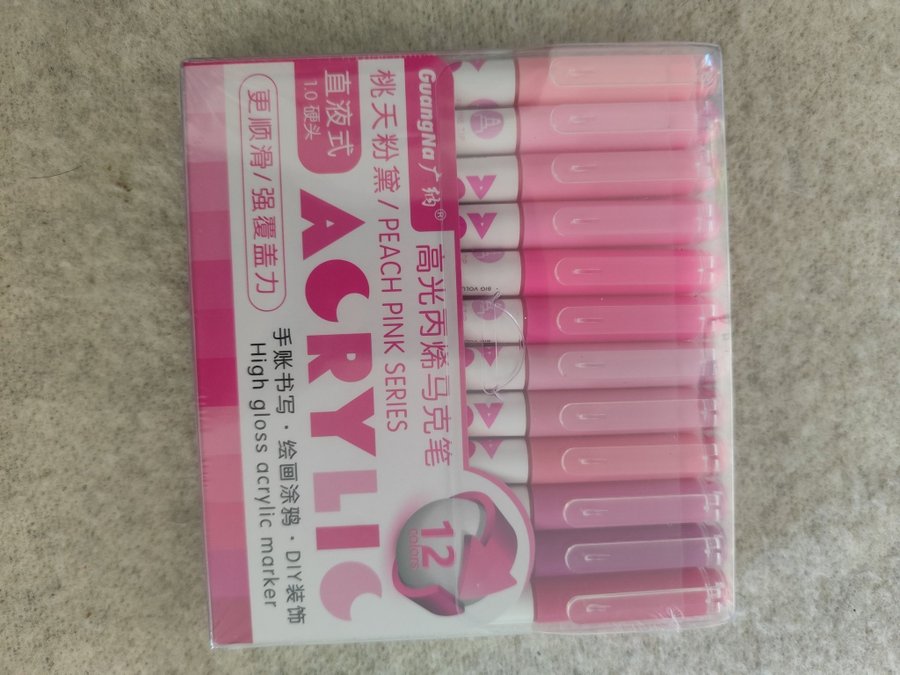 GuangNa广纳®
高光丙烯马克笔
桃夭粉黛/PEACH PINK SERIES
直液式
1.0 硬头
ACRYLIC
更顺滑/强覆盖力
手账书写·绘画涂鸦·DIY装饰
High gloss acrylic marker
12
colors